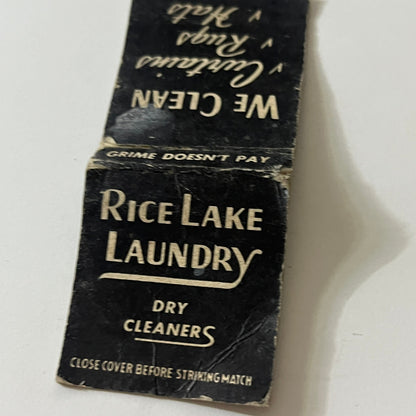 WE CLEAN
✓ Curtains
✓ Rugs
✓ Hats
GRIME DOESN'T PAY
RICE LAKE
LAUNDRY
DRY
CLEANERS
CLOSE COVER BEFORE STRIKING MATCH